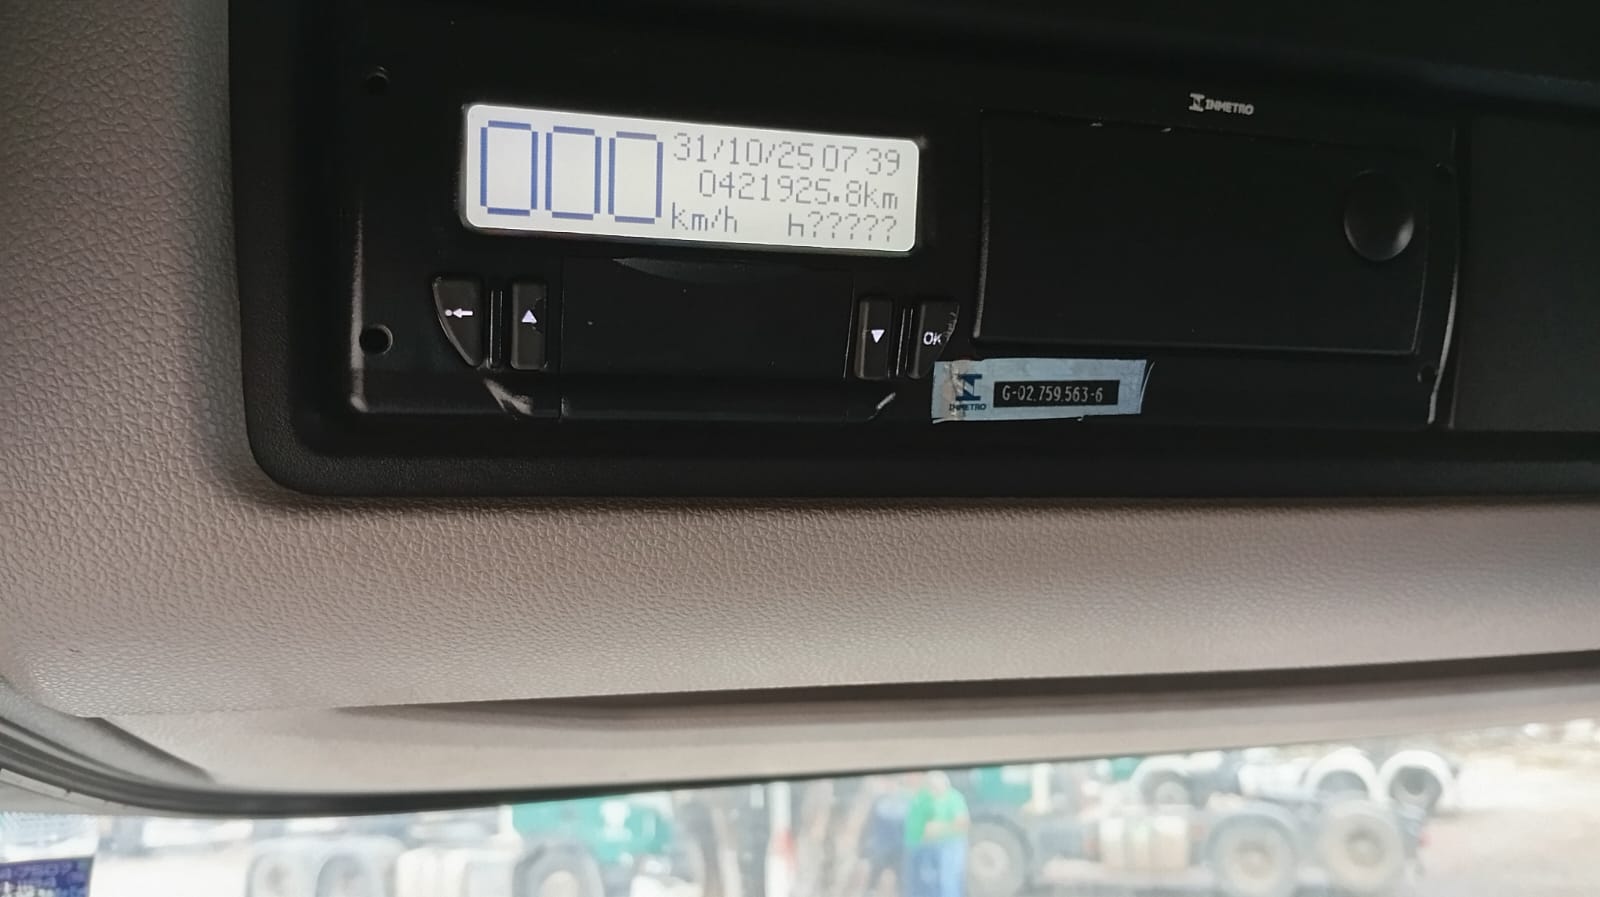 INMETRO
000
31/10/25 07 39
0421925.8km
km/h h?????
OK
INMETRO
G-02.759.563-6